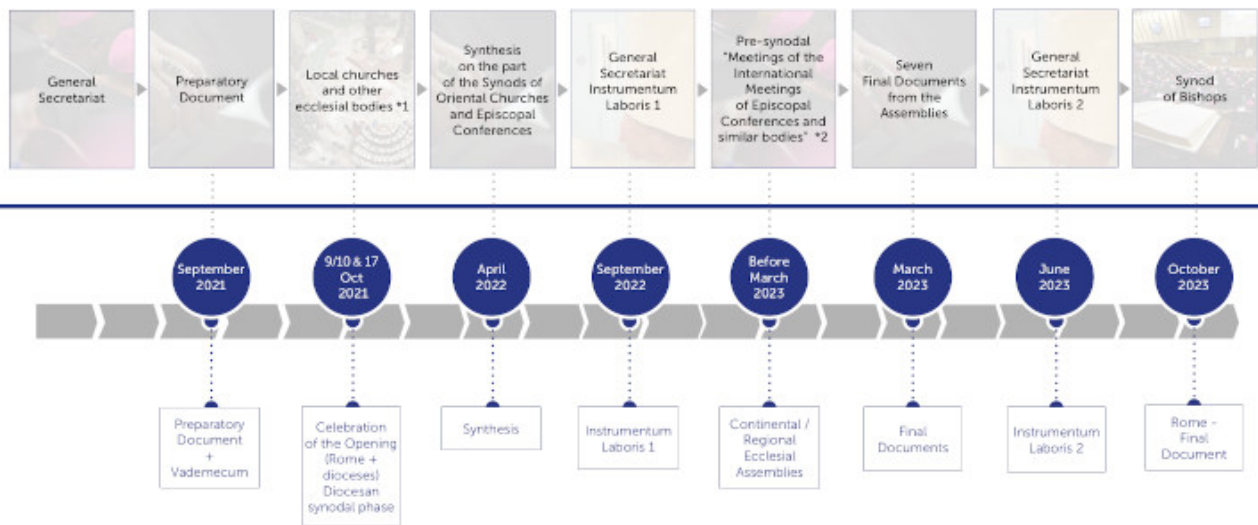 General
Secretariat
Preparatory
Document
Local churches
and other
ecclesial bodies *1
Synthesis
on the part
of the Synods of
Oriental Churches
and Episcopal
Conferences
General
Secretariat
Instrumentum
Laboris 1
Pre-synodal
"Meetings of the
International
Meetings
of Episcopal
Conferences and
similar bodies" *2
Seven
Final Documents
from the
Assemblies
General
Secretariat
Instrumentum
Laboris 2
Synod
of Bishops
September
2021
9/10 & 17
Oct
2021
April
2022
September
2022
Before
March
2023
March
2023
June
2023
October
2023
Preparatory
Document
+
Vademecum
Celebration
of the Opening
(Rome +
dioceses)
Diocesan
synodal phase
Synthesis
Instrumentum
Laboris 1
Continental /
Regional
Ecclesial
Assemblies
Final
Documents
Instrumentum
Laboris 2
Rome -
Final
Document